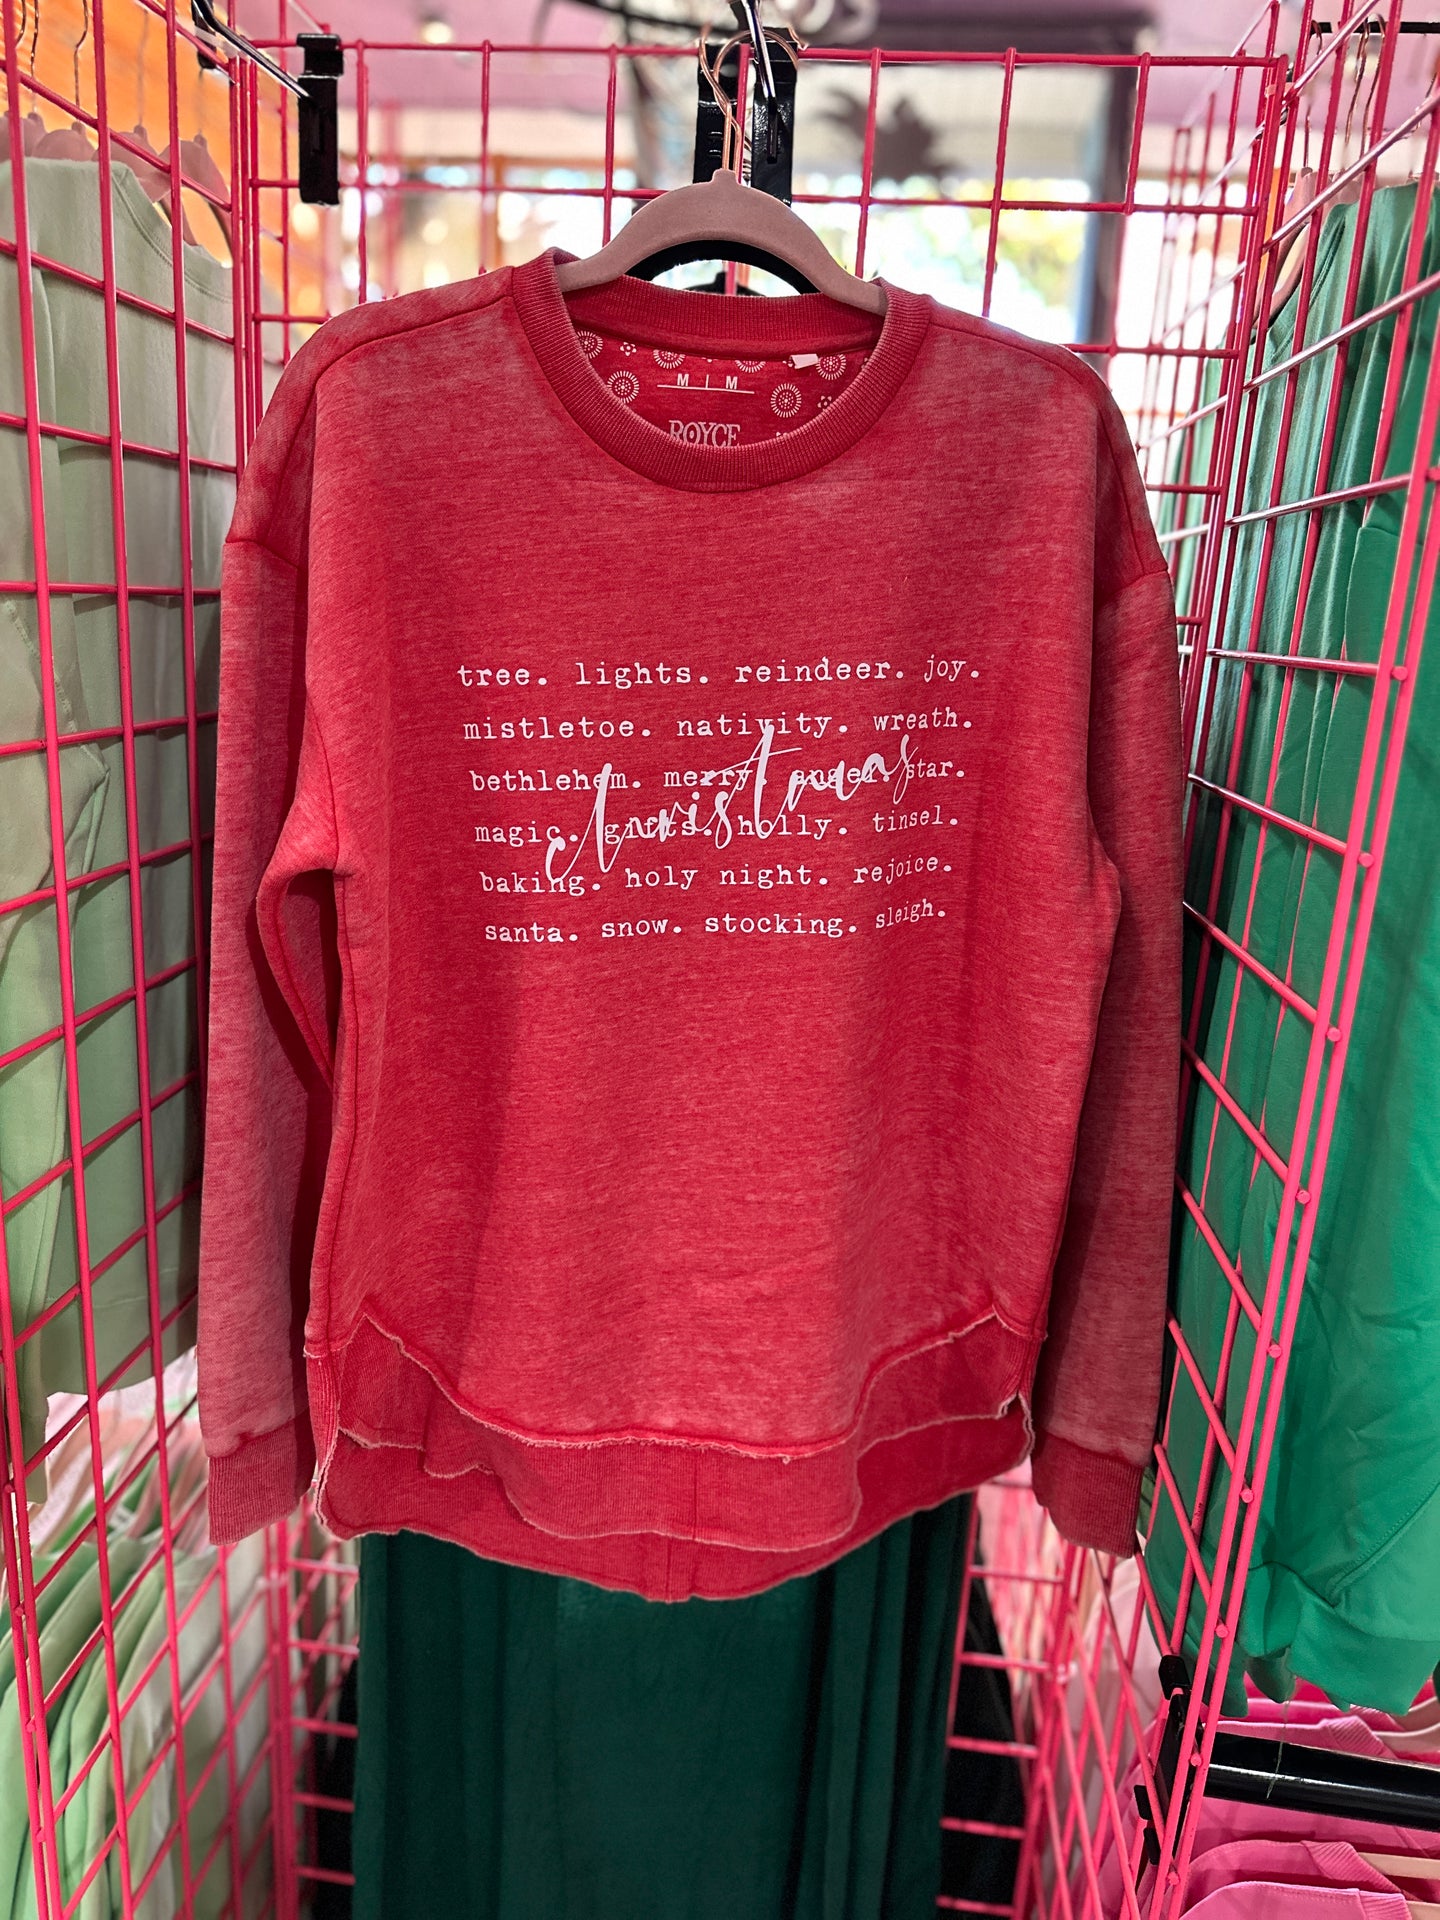 M | M
ROYCE
tree. lights. reindeer. joy.
mistletoe. nativity. wreath.
bethlehem. merry. angel. star.
Christmas
magic. gifts. holly. tinsel.
baking. holy night. rejoice.
santa. snow. stocking. sleigh.